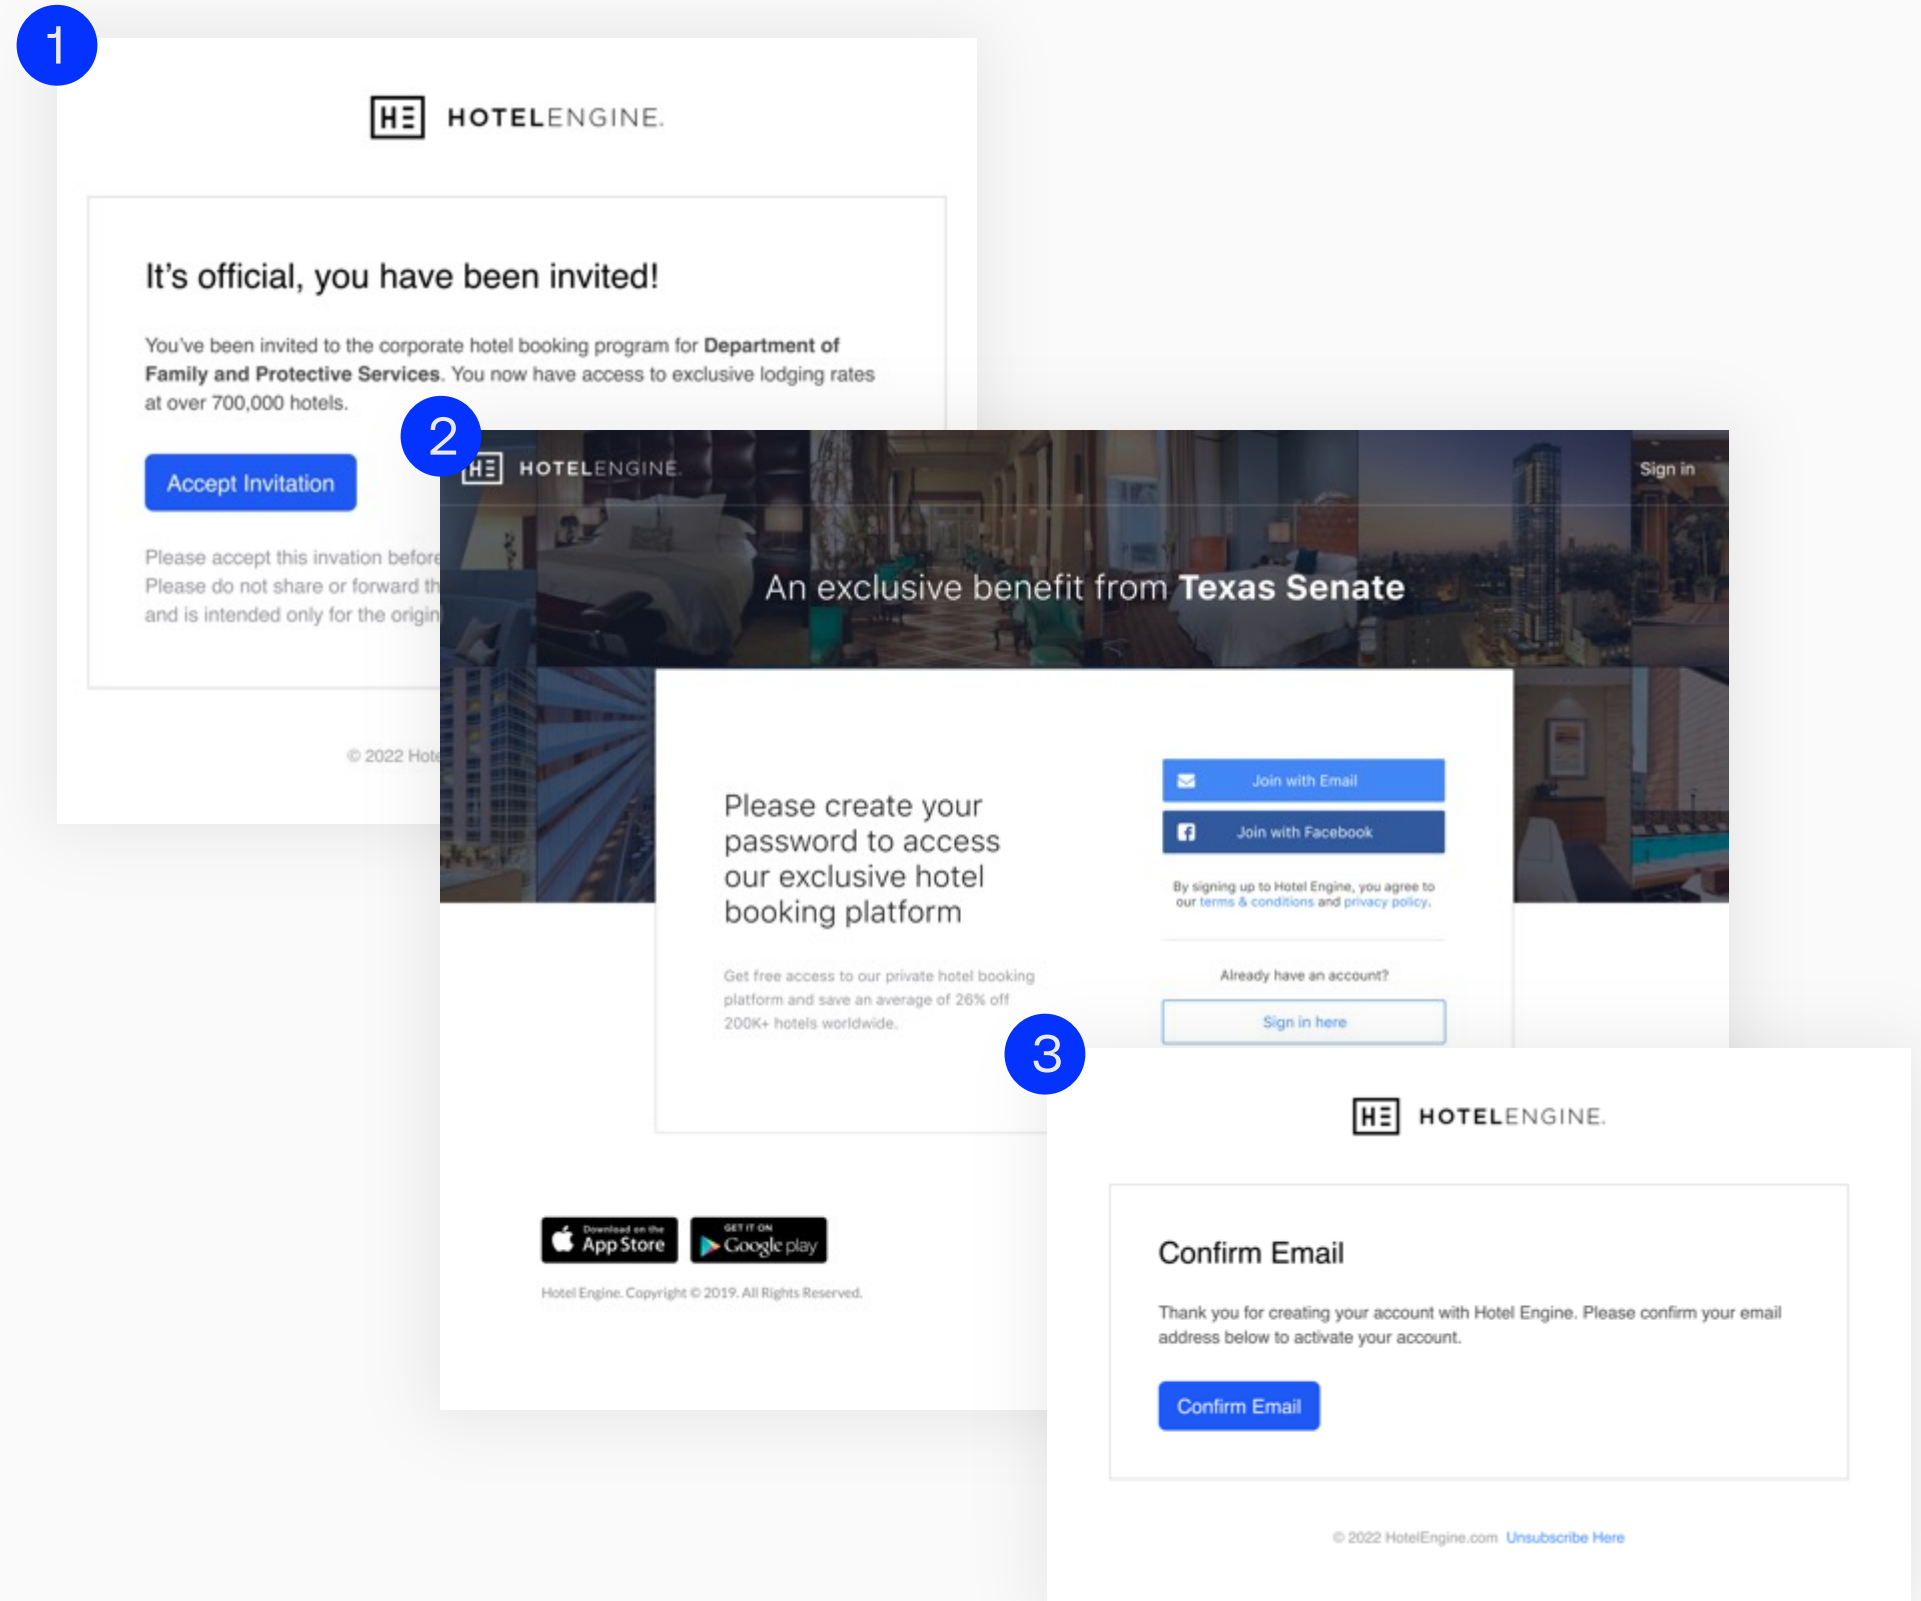 1
HE HOTELENGINE.
It's official, you have been invited!
You've been invited to the corporate hotel booking program for Department of
Family and Protective Services. You now have access to exclusive lodging rates
at over 700,000 hotels.
Accept Invitation
Please accept this invation before
Please do not share or forward th
and is intended only for the origin
© 2022 Hote
2
HE HOTELENGINE.
Sign in
An exclusive benefit from Texas Senate
Please create your
password to access
our exclusive hotel
booking platform
Get free access to our private hotel booking
platform and save an average of 26% off
200K+ hotels worldwide.
Join with Email
Join with Facebook
By signing up to Hotel Engine, you agree to
our terms & conditions and privacy policy.
Already have an account?
Sign in here
Download on the
App Store
GET IT ON
Google play
Hotel Engine. Copyright © 2019. All Rights Reserved.
3
HE HOTELENGINE.
Confirm Email
Thank you for creating your account with Hotel Engine. Please confirm your email
address below to activate your account.
Confirm Email
© 2022 HotelEngine.com Unsubscribe Here